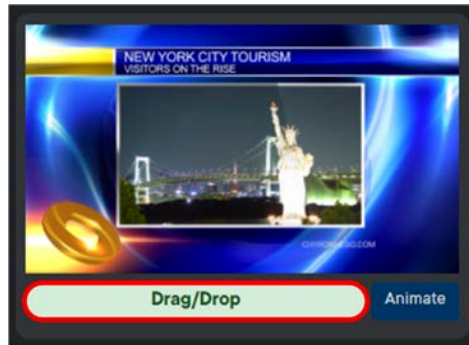 NEW YORK CITY TOURISM
VISITORS ON THE RISE
Drag/Drop
Animate